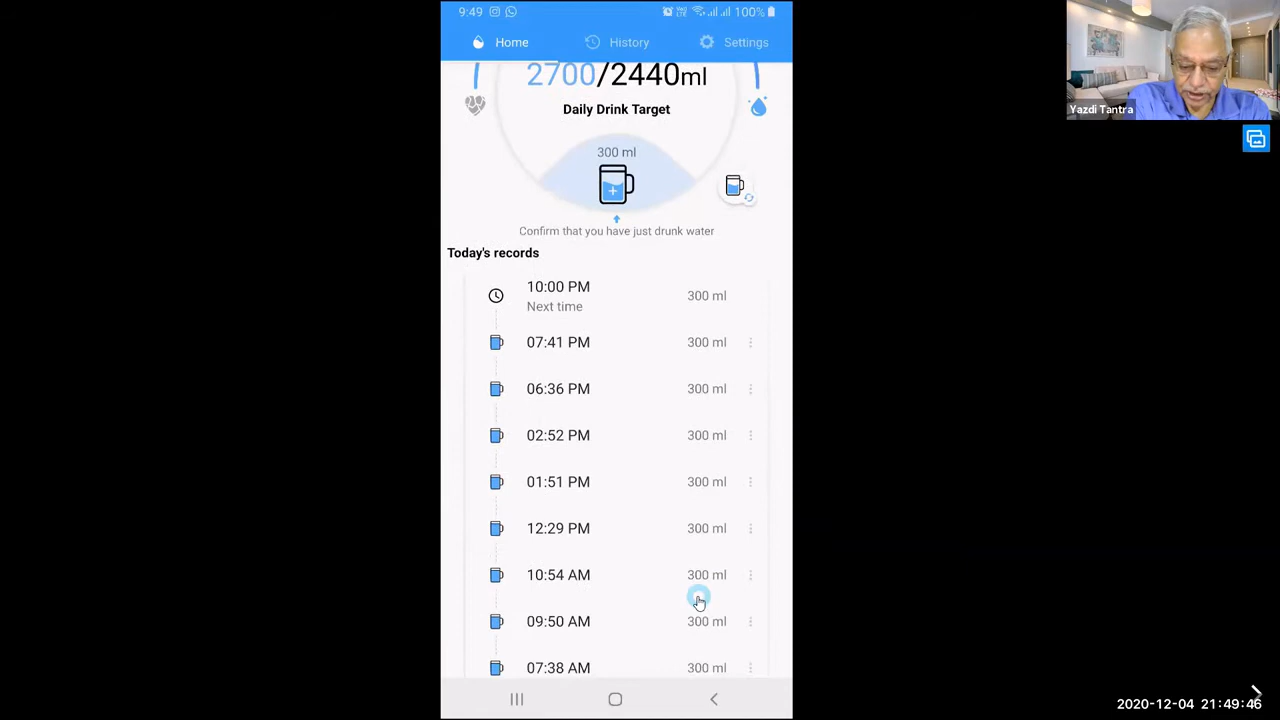 9:49 100%
Home History Settings
2700/2440ml
Daily Drink Target
300 ml
Confirm that you have just drunk water
Today's records
10:00 PM 300 ml
Next time
07:41 PM 300 ml
06:36 PM 300 ml
02:52 PM 300 ml
01:51 PM 300 ml
12:29 PM 300 ml
10:54 AM 300 ml
09:50 AM 300 ml
07:38 AM 300 ml
Yazdi Tantra
2020-12-04 21:49:46